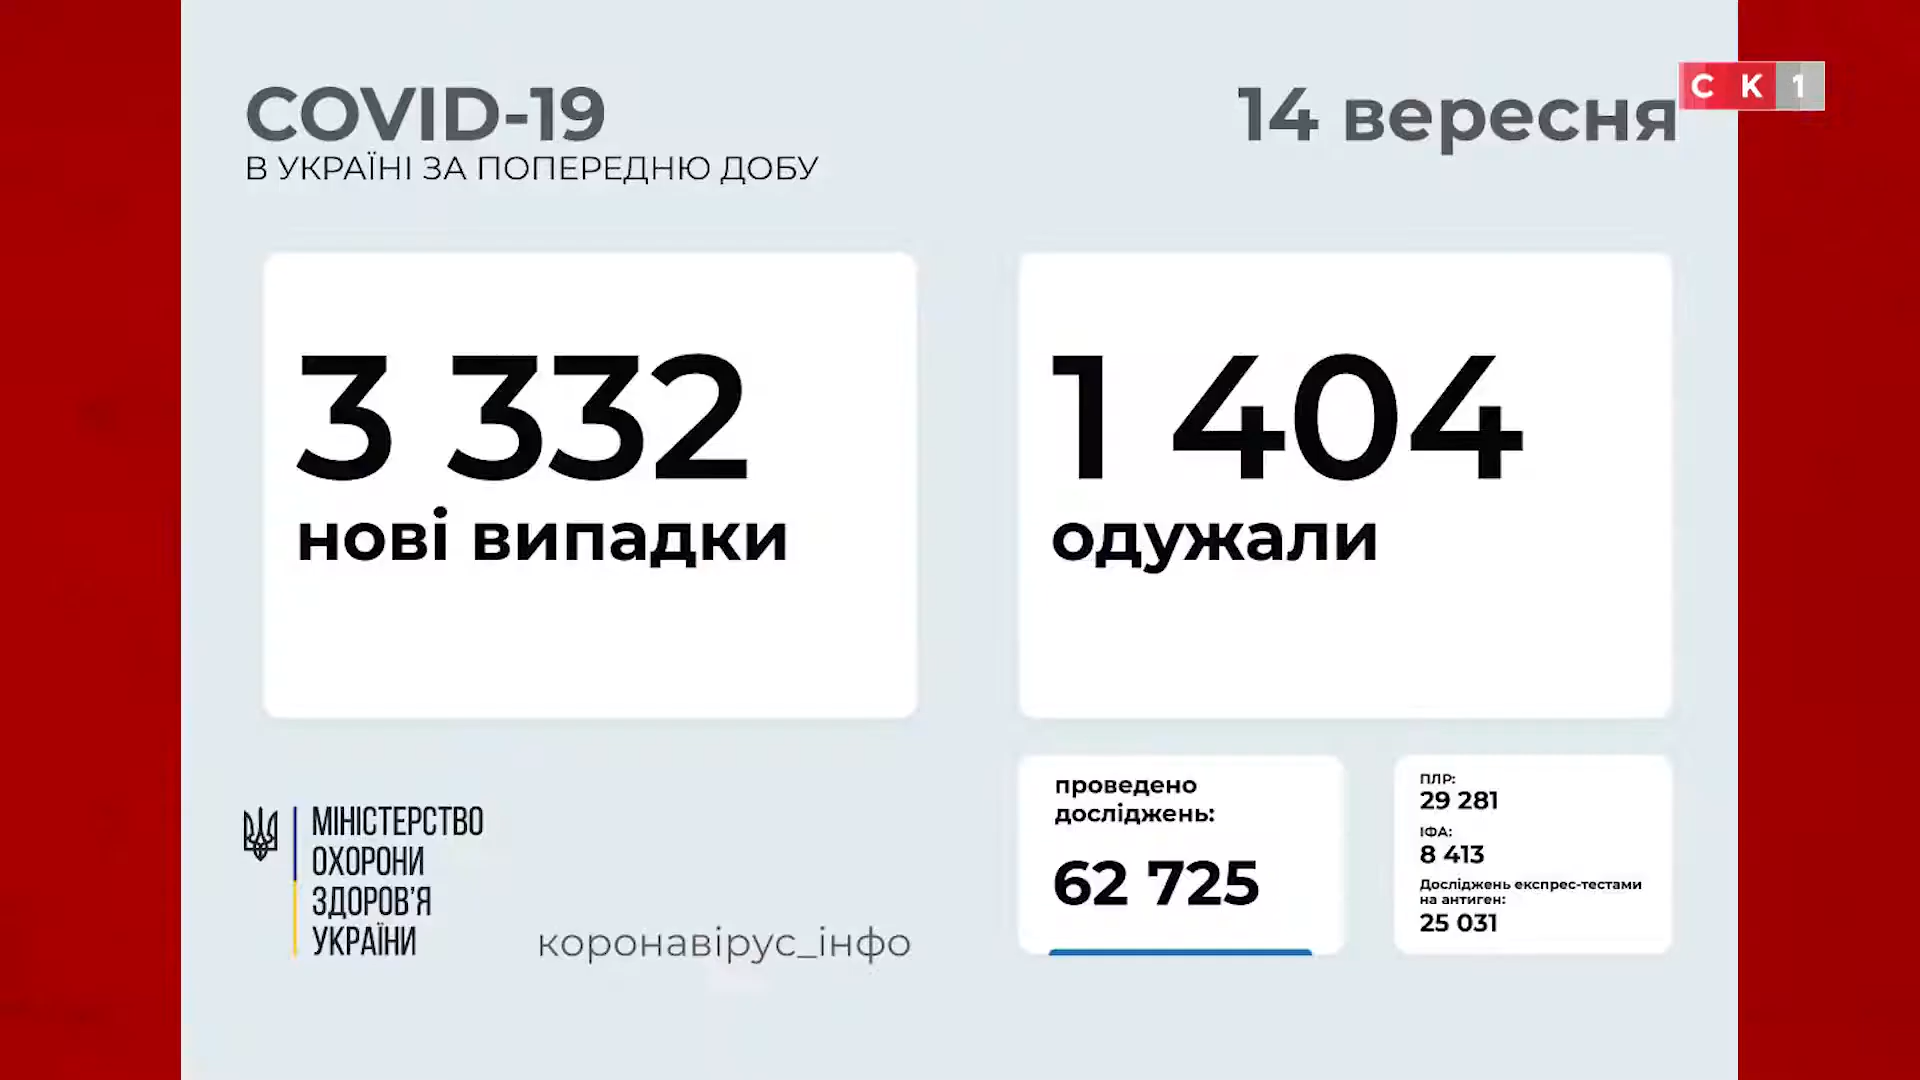 COVID-19
В УКРАЇНІ ЗА ПОПЕРЕДНЮ ДОБУ
14 вересня
СК1
3 332
нові випадки
1 404
одужали
проведено
досліджень:
62 725
ПЛР:
29 281
ІФА:
8 413
Досліджень експрес-тестами
на антиген:
25 031
МІНІСТЕРСТВО
ОХОРОНИ
ЗДОРОВ'Я
УКРАЇНИ
коронавірус_інфо